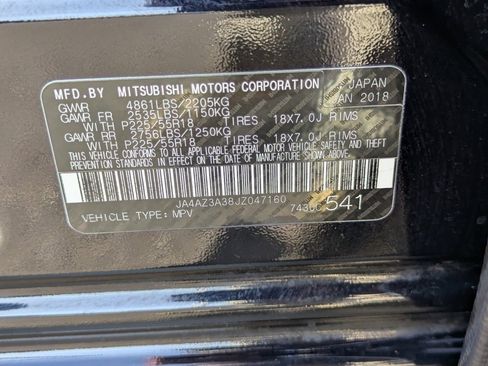 MFD.BY MITSUBISHI MOTORS CORPORATION JAPAN
GVWR 4861LBS/2205KG JAN 2018
GAWR FR 2535LBS/1150KG
WITH P225/55R18 TIRES 18X7.0J RIMS
GAWR RR 2756LBS/1250KG
WITH P225/55R18 TIRES 18X7.0J RIMS
THIS VEHICLE CONFORMS TO ALL APPLICABLE
FEDERAL MOTOR VEHICLE SAFETY AND THEFT
PREVENTION STANDARDS IN EFFECT ON THE DATE
OF MANUFACTURE SHOWN ABOVE.
JA4AZ3A38JZ047160
VEHICLE TYPE:MPV 541